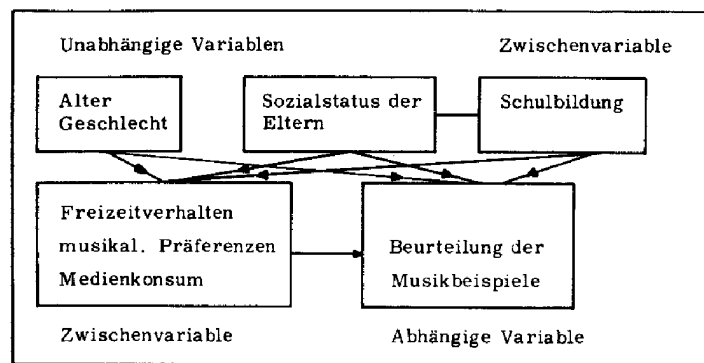 Unabhängige Variablen
Zwischenvariable
Alter
Geschlecht
Sozialstatus der
Eltern
Schulbildung
Freizeitverhalten
musikal. Präferenzen
Medienkonsum
Beurteilung der
Musikbeispiele
Zwischenvariable
Abhängige Variable